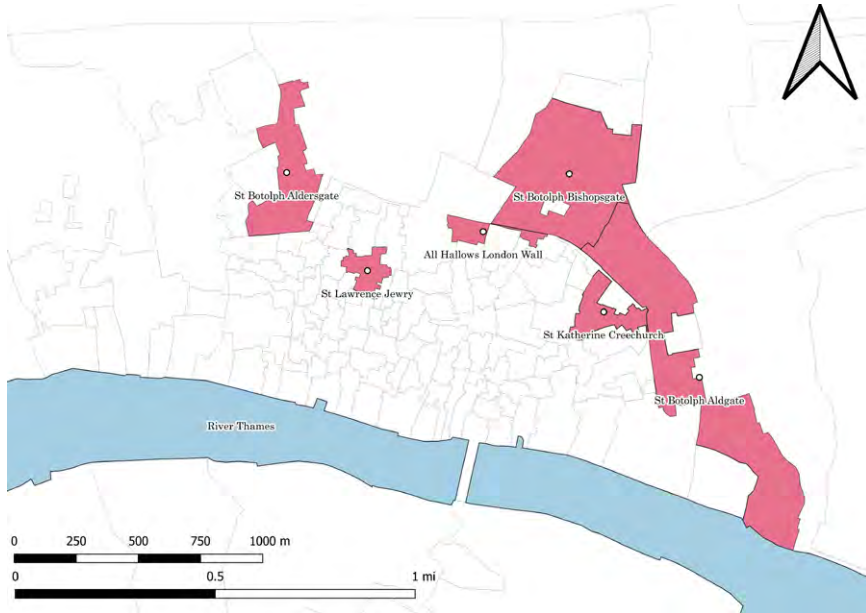 St Botolph Aldersgate
St Botolph Bishopsgate
All Hallows London Wall
St Lawrence Jewry
St Katherine Creechurch
St Botolph Aldgate
River Thames
0 250 500 750 1000 m
0 0.5 1 mi